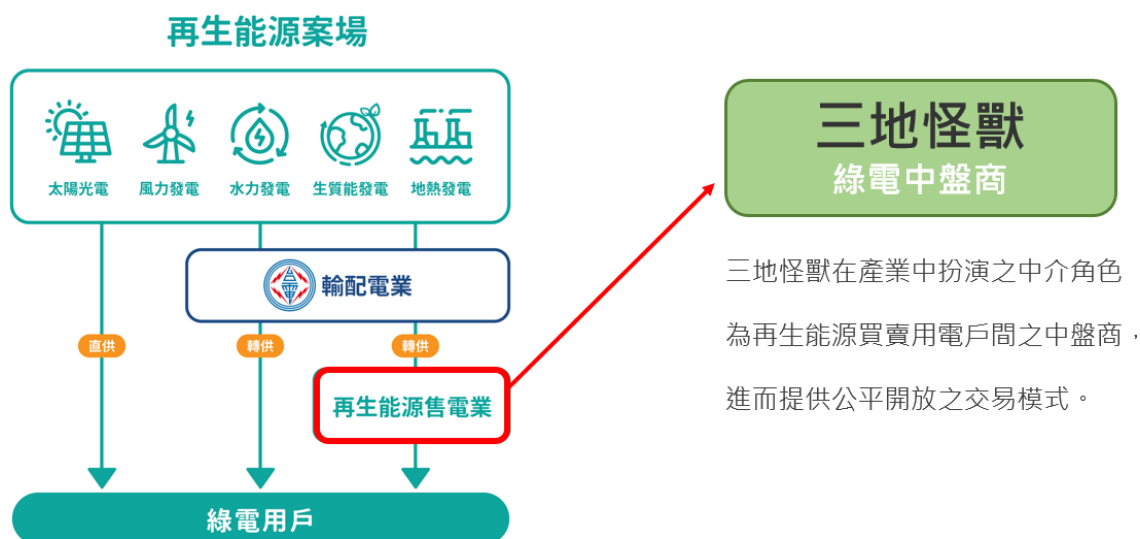 再生能源案場
太陽光電
風力發電
水力發電
生質能發電
地熱發電
台電
輸配電業
直供
轉供
轉供
再生能源售電業
綠電用戶
三地怪獸
綠電中盤商
三地怪獸在產業中扮演之中介角色
為再生能源買賣用電戶間之中盤商，
進而提供公平開放之交易模式。